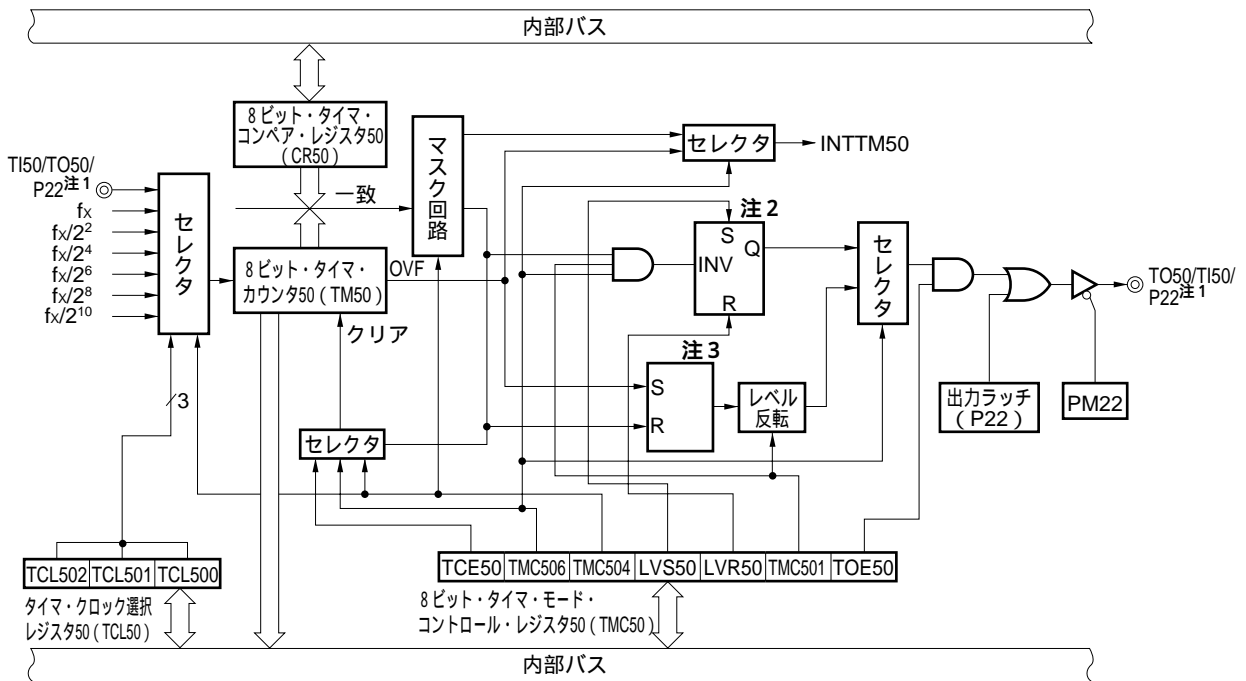 内部バス
8ビット・タイマ・
コンペア・レジスタ50
(CR50)
マスク回路
セレクタ
INTTM50
TI50/TO50/
P22注1
fx
fx/2²
fx/2⁴
fx/2⁶
fx/2⁸
fx/2¹⁰
セレクタ
一致
8ビット・タイマ・
カウンタ50(TM50)
OVF
クリア
注2
S
Q
INV
R
セレクタ
TO50/TI50/
P22注1
注3
S
R
レベル
反転
出力ラッチ
(P22)
PM22
3
セレクタ
TCL502 TCL501 TCL500
タイマ・クロック選択
レジスタ50(TCL50)
TCE50 TMC506 TMC504 LVS50 LVR50 TMC501 TOE50
8ビット・タイマ・モード・
コントロール・レジスタ50(TMC50)
内部バス